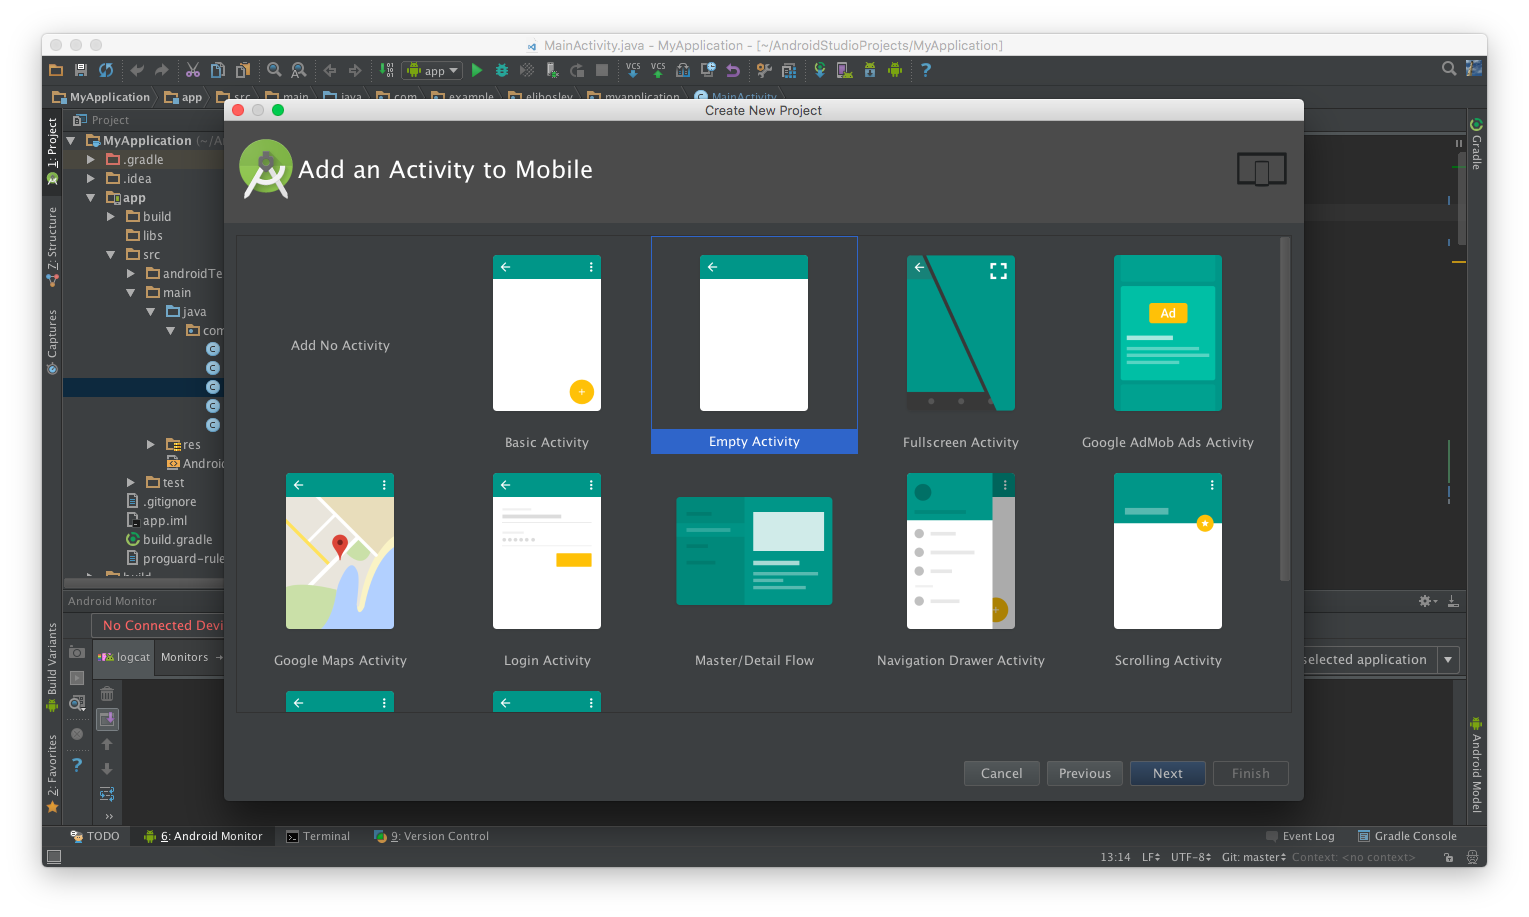 MainActivity.java - MyApplication - [~/AndroidStudioProjects/MyApplication]
app
VCS
VCS
?
MyApplication
app
src
main
java
com
example
elibosley
myapplication
MainActivity
Create New Project
Add an Activity to Mobile
1: Project
Z: Structure
Captures
Build Variants
2: Favorites
Project
MyApplication (~/A
.gradle
.idea
app
build
libs
src
androidTe
main
java
com
C
C
C
C
C
res
Android
test
.gitignore
app.iml
build.gradle
proguard-rule
build
Add No Activity
Basic Activity
Empty Activity
Fullscreen Activity
Ad
Google AdMob Ads Activity
Google Maps Activity
Login Activity
Master/Detail Flow
Navigation Drawer Activity
Scrolling Activity
Cancel
Previous
Next
Finish
Gradle
Android Model
Android Monitor
No Connected Devi
logcat
Monitors
selected application
?
TODO
6: Android Monitor
Terminal
9: Version Control
Event Log
Gradle Console
13:14 LF UTF-8 Git: master Context: <no context>